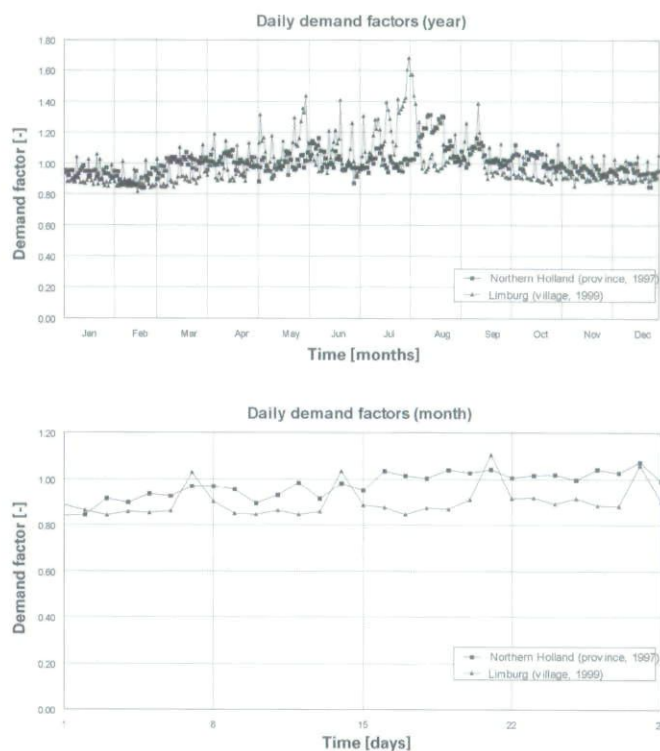 Daily demand factors (year)
1.80
1.60
1.40
1.20
1.00
0.80
0.60
0.40
0.20
0.00
Demand factor [-]
Northern Holland (province, 1997)
Limburg (village, 1999)
Jan Feb Mar Apr May Jun Jul Aug Sep Oct Nov Dec
Time [months]
Daily demand factors (month)
1.20
1.00
0.80
0.60
0.40
0.20
0.00
Demand factor [-]
Northern Holland (province, 1997)
Limburg (village, 1999)
1 8 15 22
Time [days]